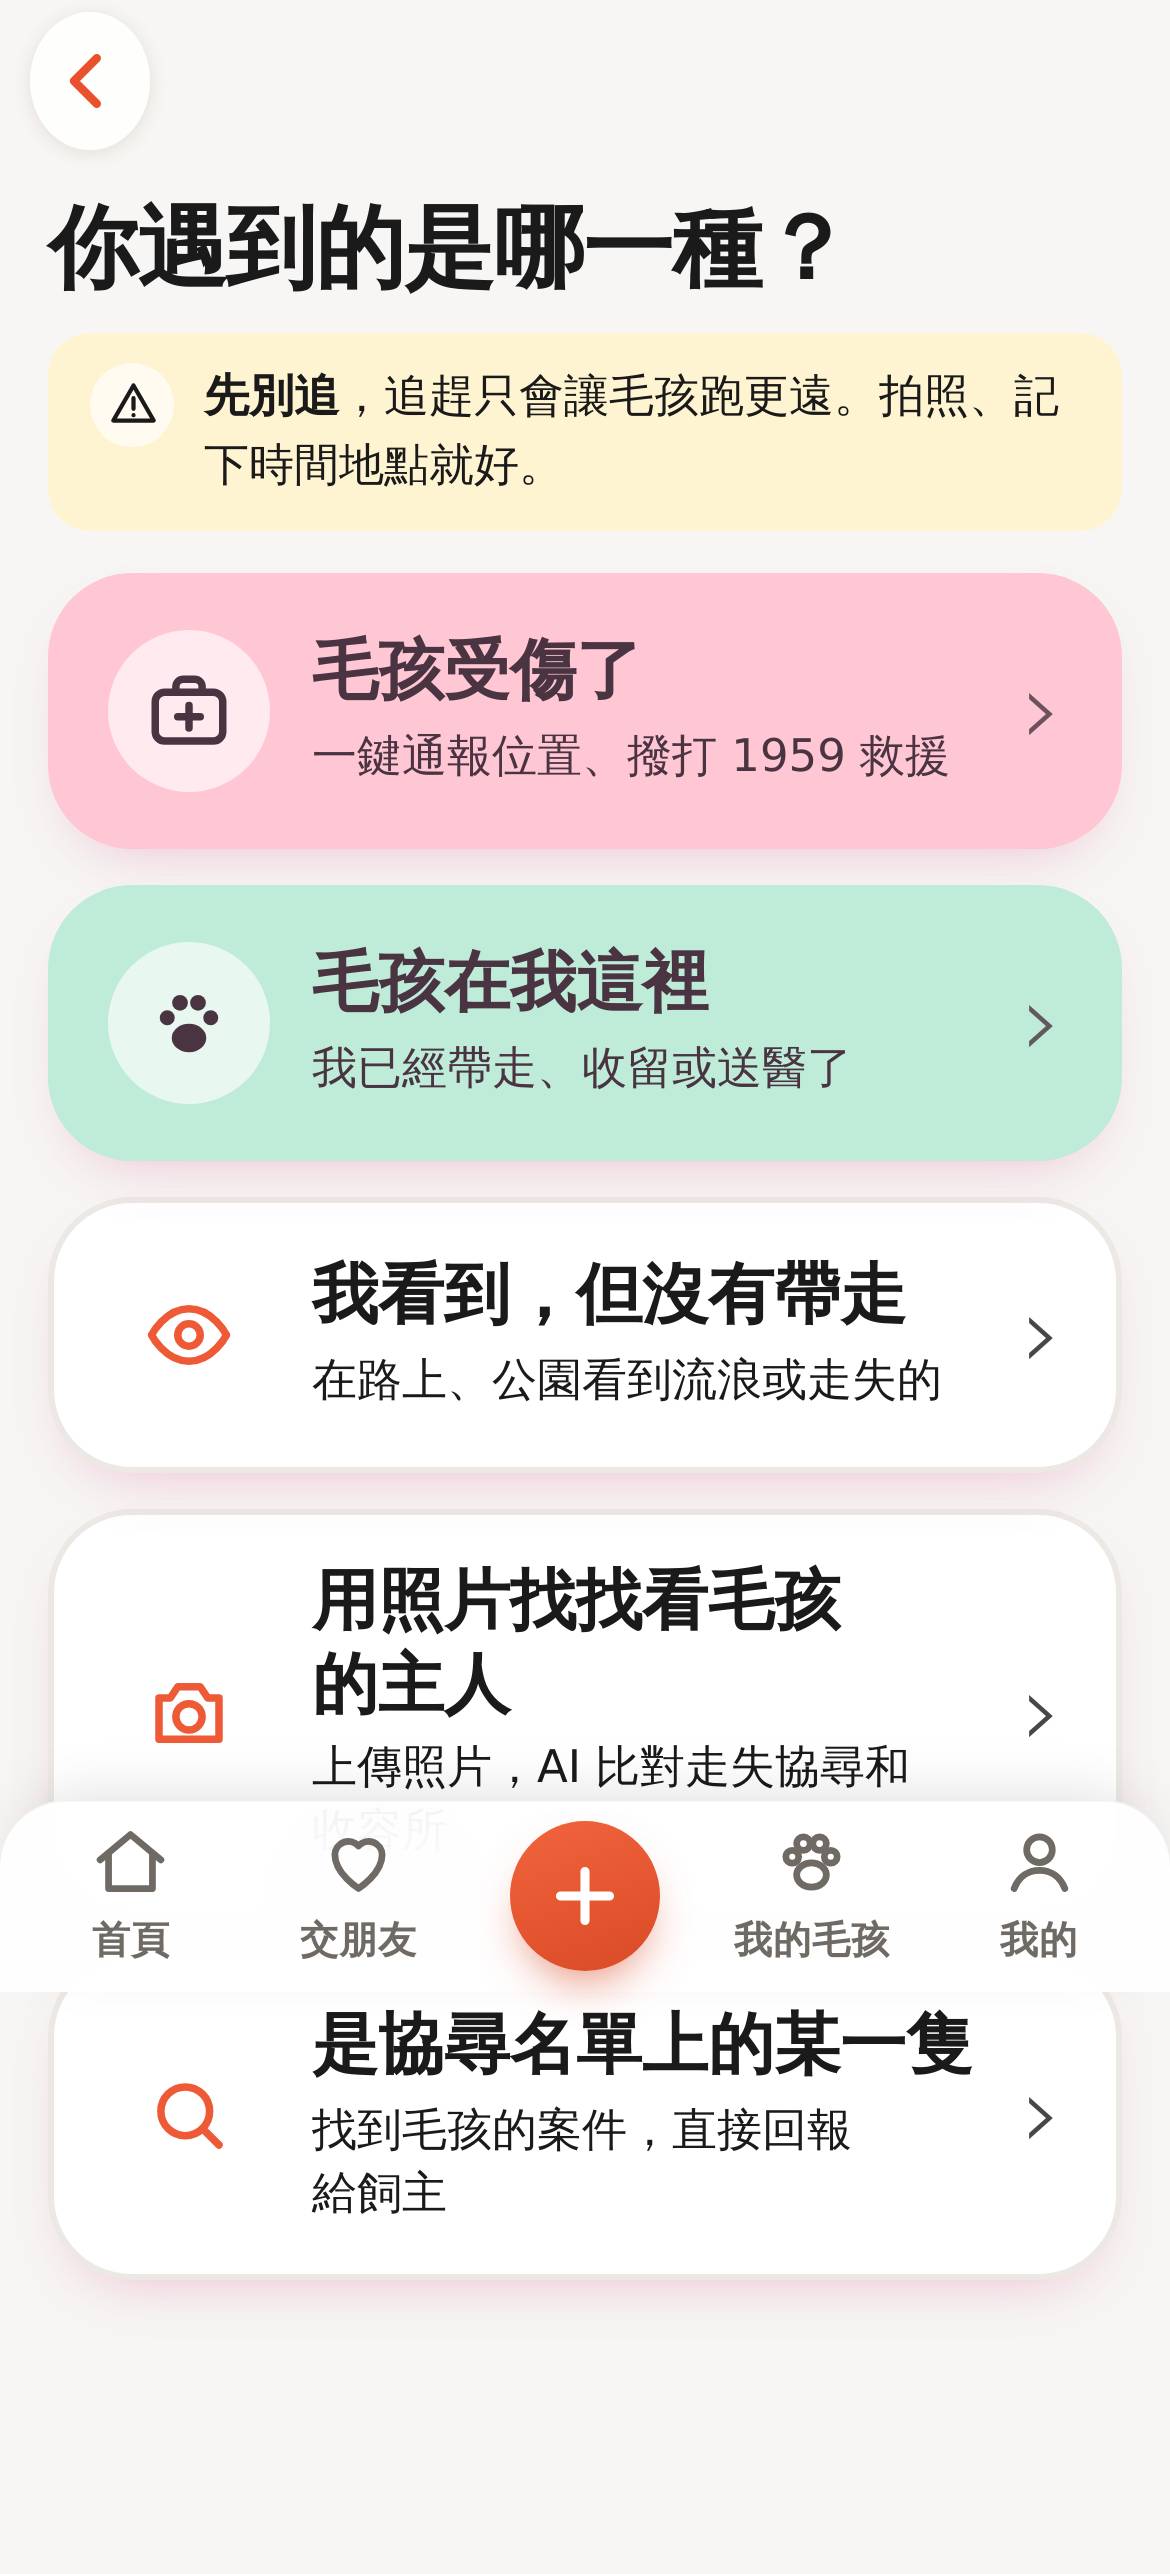 你遇到的是哪一種？
先別追，追趕只會讓毛孩跑更遠。拍照、記
下時間地點就好。
毛孩受傷了
一鍵通報位置、撥打 1959 救援
毛孩在我這裡
我已經帶走、收留或送醫了
我看到，但沒有帶走
在路上、公園看到流浪或走失的
用照片找找看毛孩
的主人
上傳照片，AI 比對走失協尋和
收容所
首頁
交朋友
我的毛孩
我的
是協尋名單上的某一隻
找到毛孩的案件，直接回報
給飼主